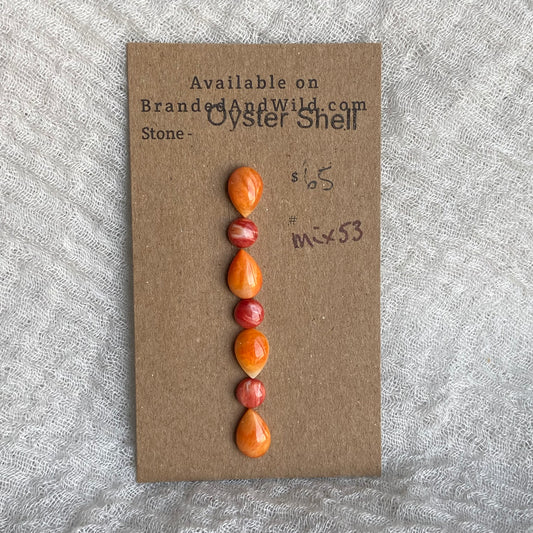 Available on
BrandedAndWild.com
Stone - Oyster Shell
$65
#
mix53